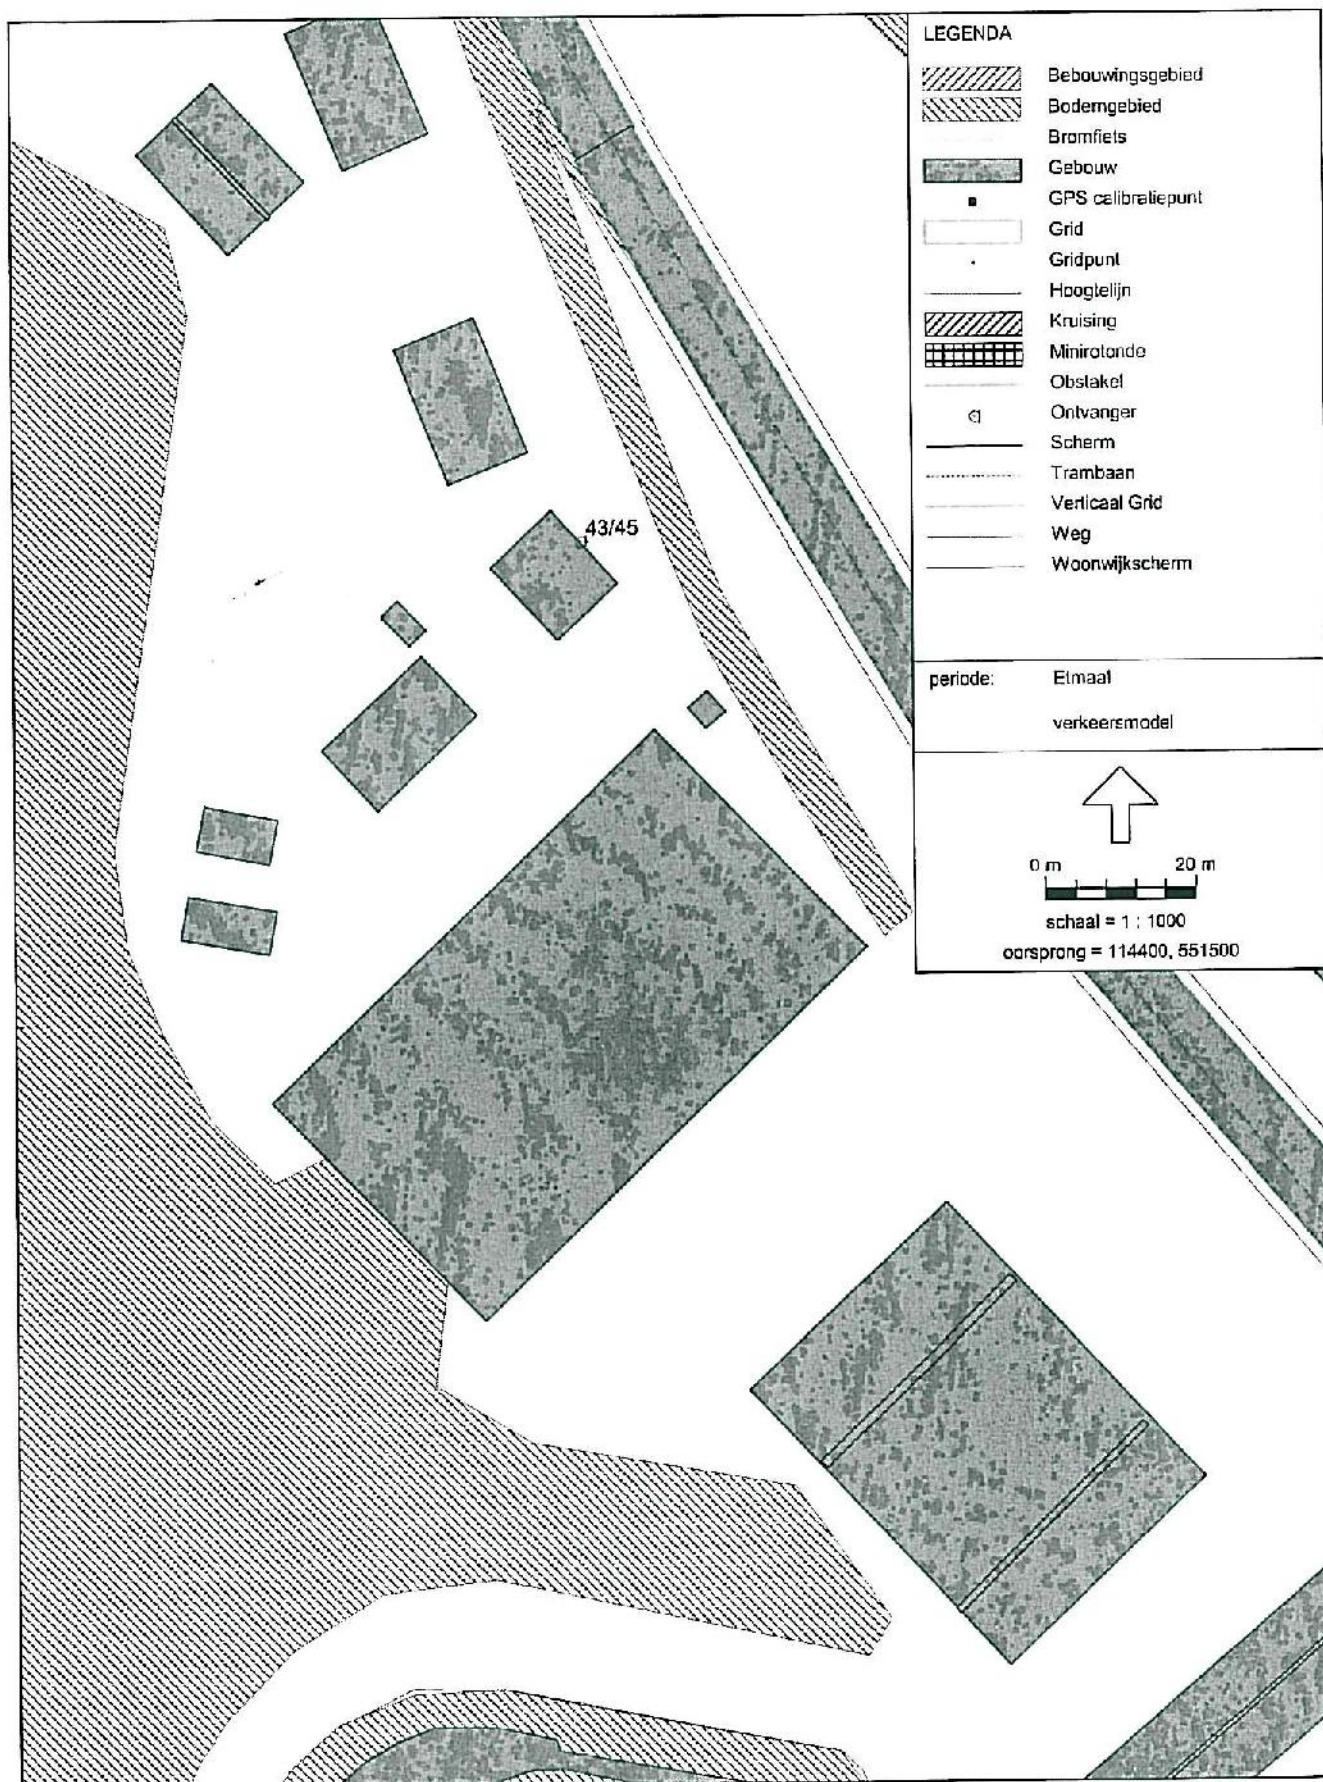 LEGENDA
Bebouwingsgebied
Bodemgebied
Bromfiets
Gebouw
GPS calibratiepunt
Grid
Gridpunt
Hoogtelijn
Kruising
Minirotonde
Obstakel
Ontvanger
Scherm
Trambaan
Verticaal Grid
Weg
Woonwijkscherm
43/45
periode: Etmaal
verkeersmodel
0 m 20 m
schaal = 1 : 1000
oorsprong = 114400, 551500